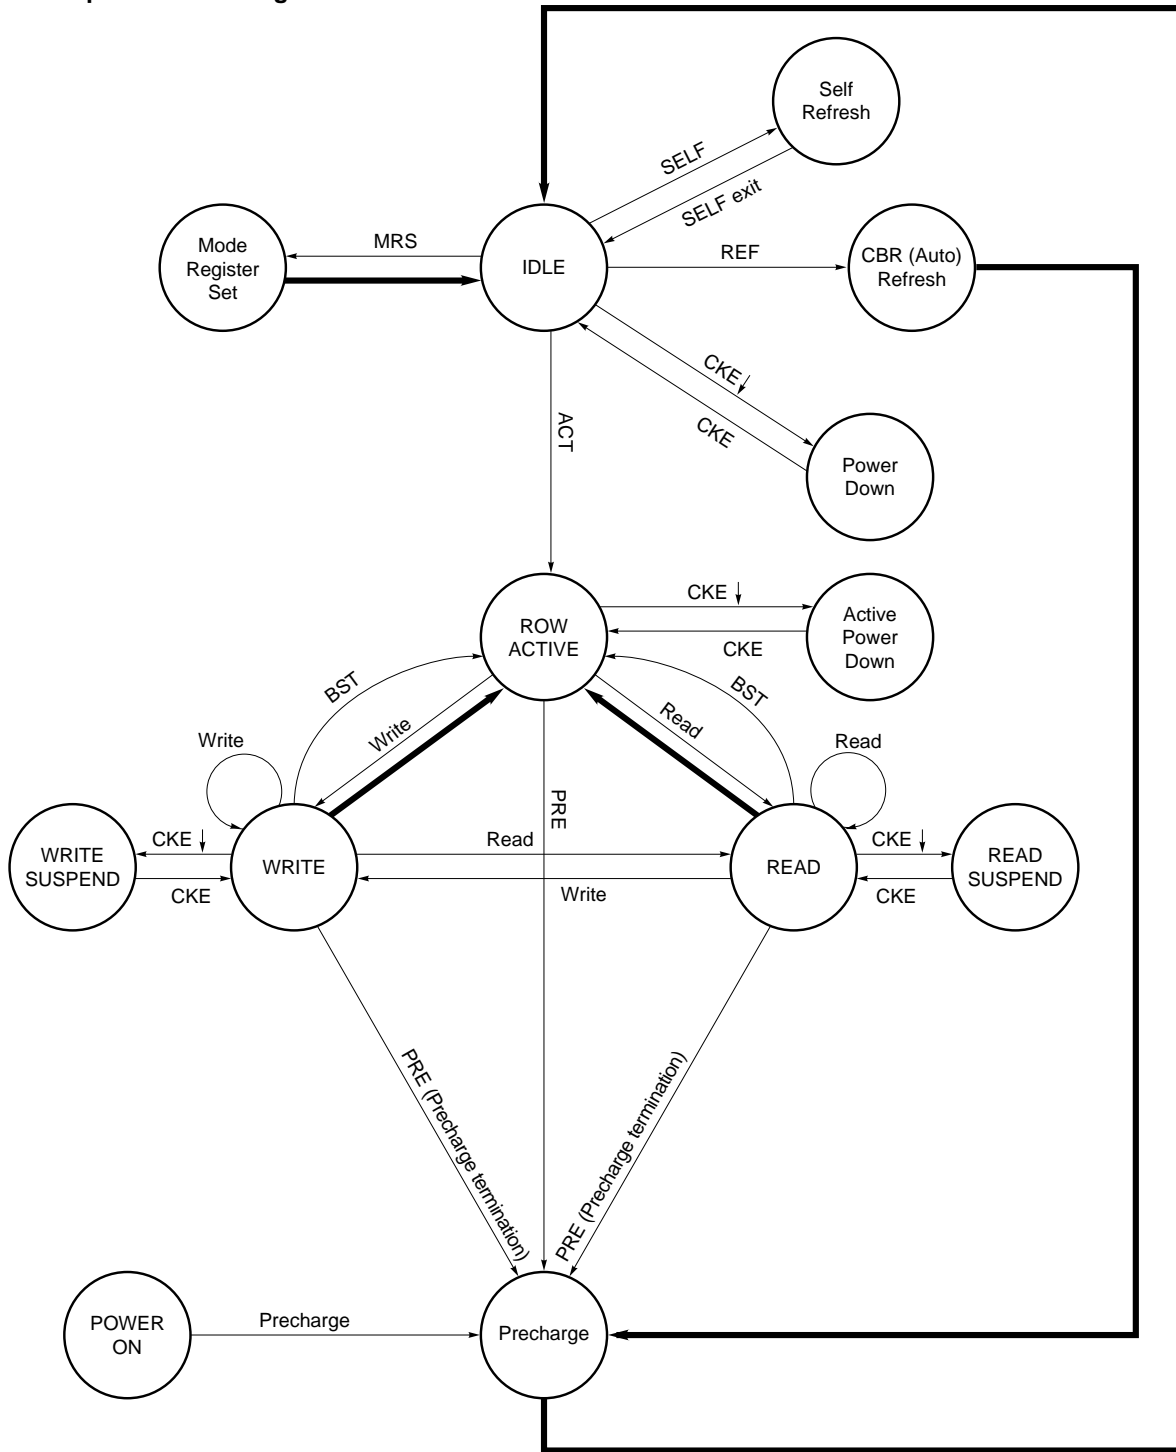 Self
Refresh
SELF
SELF exit
Mode
Register
Set
MRS
IDLE
REF
CBR (Auto)
Refresh
CKE
CKE
ACT
Power
Down
ROW
ACTIVE
CKE
CKE
Active
Power
Down
BST
Write
Read
BST
Write
Read
PRE
WRITE
SUSPEND
CKE
CKE
WRITE
Read
Write
READ
CKE
CKE
READ
SUSPEND
PRE (Precharge termination)
PRE (Precharge termination)
POWER
ON
Precharge
Precharge